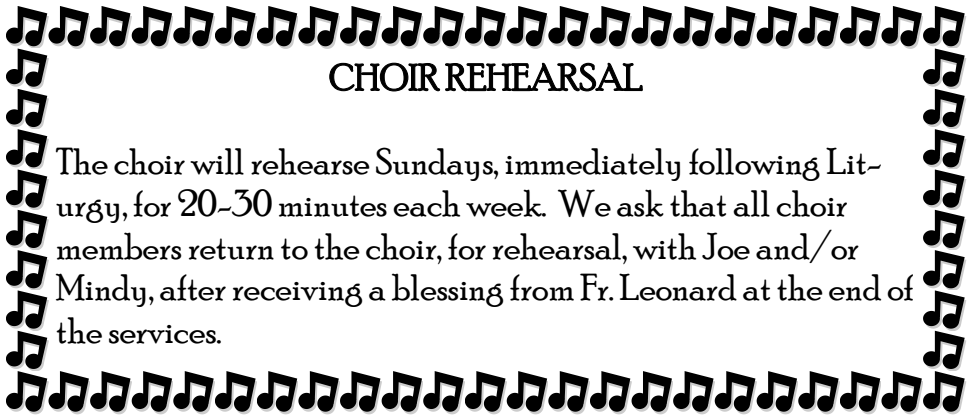 CHOIR REHEARSAL
The choir will rehearse Sundays, immediately following Lit-
urgy, for 20-30 minutes each week.  We ask that all choir
members return to the choir, for rehearsal, with Joe and/or
Mindy, after receiving a blessing from Fr. Leonard at the end of
the services.